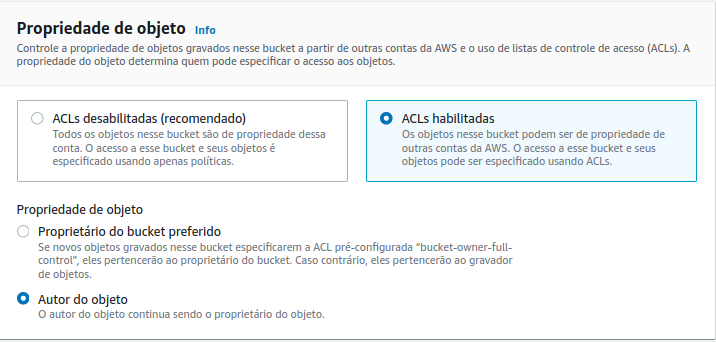 Propriedade de objeto Info
Controle a propriedade de objetos gravados nesse bucket a partir de outras contas da AWS e o uso de listas de controle de acesso (ACLs). A
propriedade do objeto determina quem pode especificar o acesso aos objetos.
ACLs desabilitadas (recomendado)
Todos os objetos nesse bucket são de propriedade dessa
conta. O acesso a esse bucket e seus objetos é
especificado usando apenas políticas.
ACLs habilitadas
Os objetos nesse bucket podem ser de propriedade de
outras contas da AWS. O acesso a esse bucket e seus
objetos pode ser especificado usando ACLs.
Propriedade de objeto
Proprietário do bucket preferido
Se novos objetos gravados nesse bucket especificarem a ACL pré-configurada “bucket-owner-full-
control”, eles pertencerão ao proprietário do bucket. Caso contrário, eles pertencerão ao gravador
de objetos.
Autor do objeto
O autor do objeto continua sendo o proprietário do objeto.